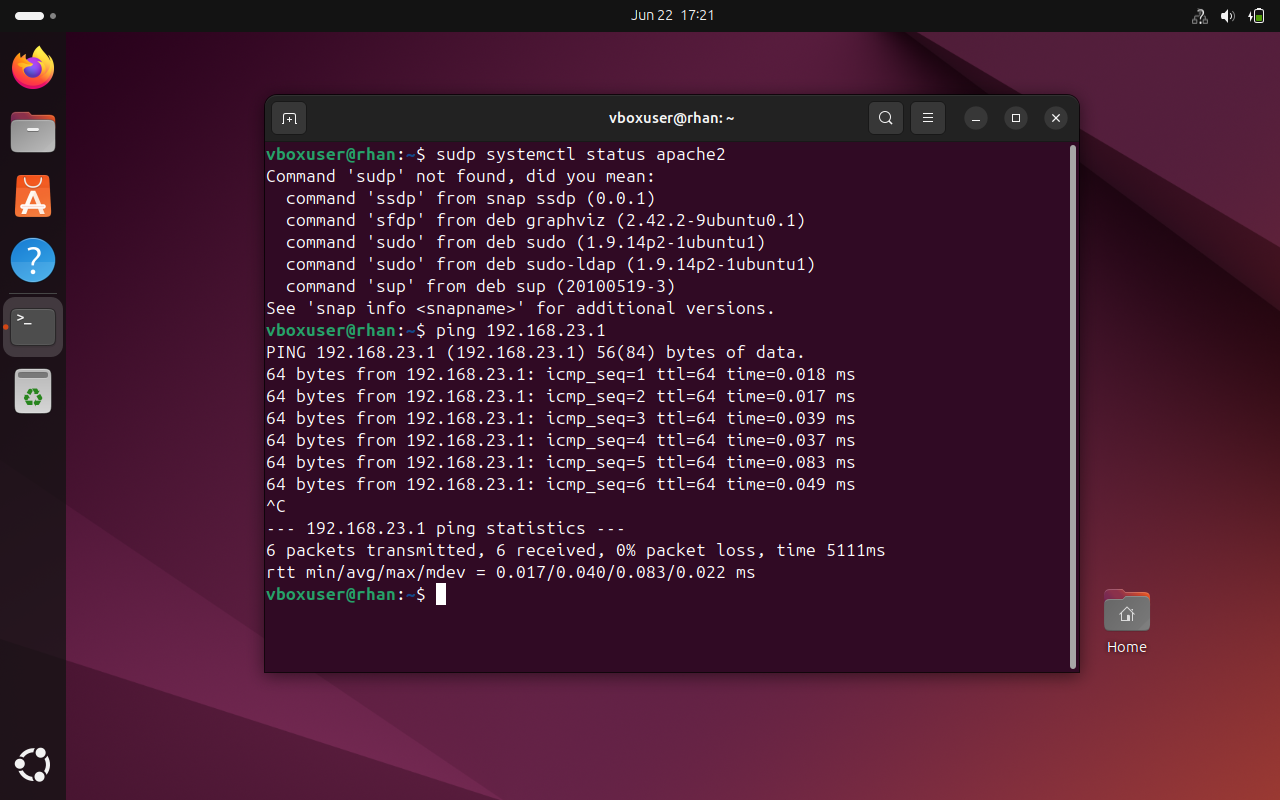 Jun 22 17:21
vboxuser@rhan: ~
vboxuser@rhan:~$ sudp systemctl status apache2
Command 'sudp' not found, did you mean:
  command 'ssdp' from snap ssdp (0.0.1)
  command 'sfdp' from deb graphviz (2.42.2-9ubuntu0.1)
  command 'sudo' from deb sudo (1.9.14p2-1ubuntu1)
  command 'sudo' from deb sudo-ldap (1.9.14p2-1ubuntu1)
  command 'sup' from deb sup (20100519-3)
See 'snap info <snapname>' for additional versions.
vboxuser@rhan:~$ ping 192.168.23.1
PING 192.168.23.1 (192.168.23.1) 56(84) bytes of data.
64 bytes from 192.168.23.1: icmp_seq=1 ttl=64 time=0.018 ms
64 bytes from 192.168.23.1: icmp_seq=2 ttl=64 time=0.017 ms
64 bytes from 192.168.23.1: icmp_seq=3 ttl=64 time=0.039 ms
64 bytes from 192.168.23.1: icmp_seq=4 ttl=64 time=0.037 ms
64 bytes from 192.168.23.1: icmp_seq=5 ttl=64 time=0.083 ms
64 bytes from 192.168.23.1: icmp_seq=6 ttl=64 time=0.049 ms
^C
--- 192.168.23.1 ping statistics ---
6 packets transmitted, 6 received, 0% packet loss, time 5111ms
rtt min/avg/max/mdev = 0.017/0.040/0.083/0.022 ms
vboxuser@rhan:~$
Home